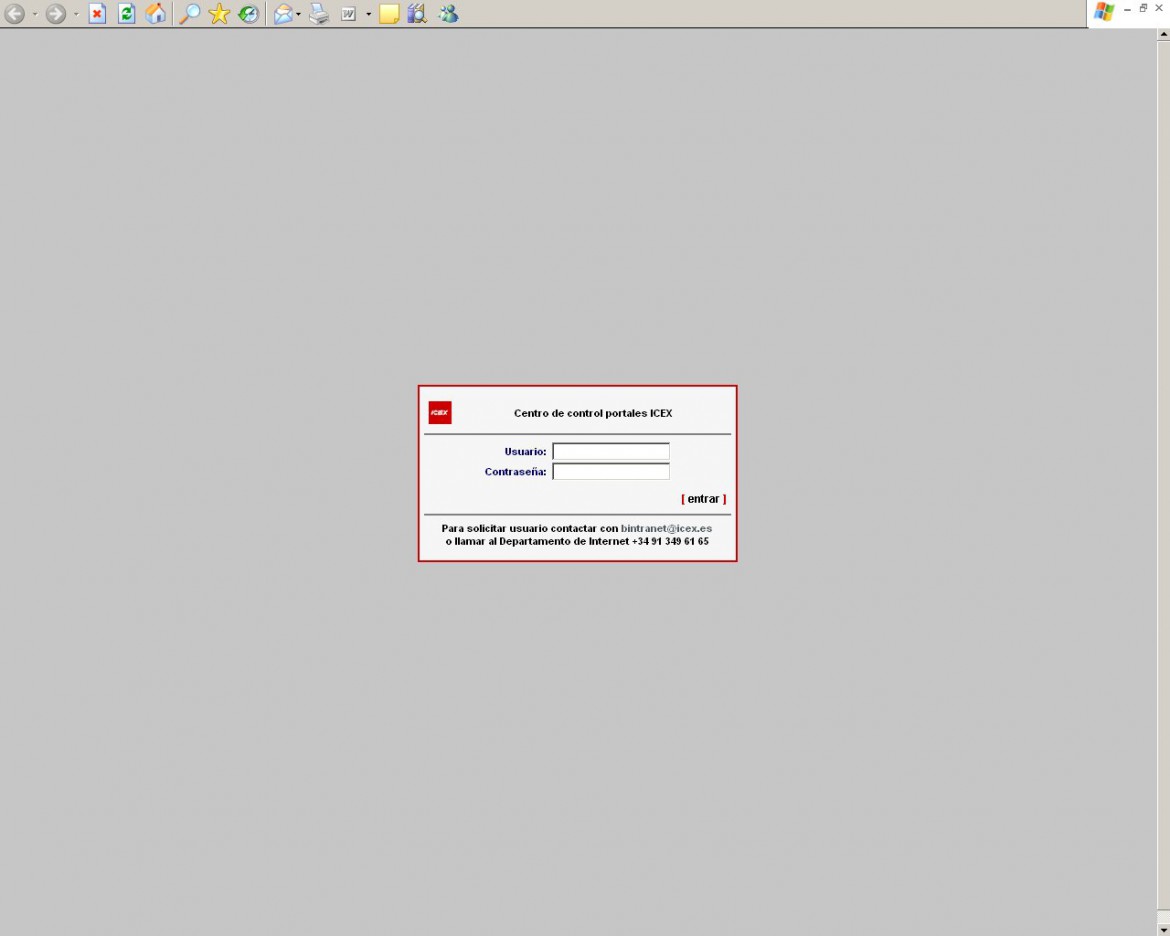 ICEX
Centro de control portales ICEX
Usuario:
Contraseña:
[ entrar ]
Para solicitar usuario contactar con bintranet@icex.es
o llamar al Departamento de Internet +34 91 349 61 65